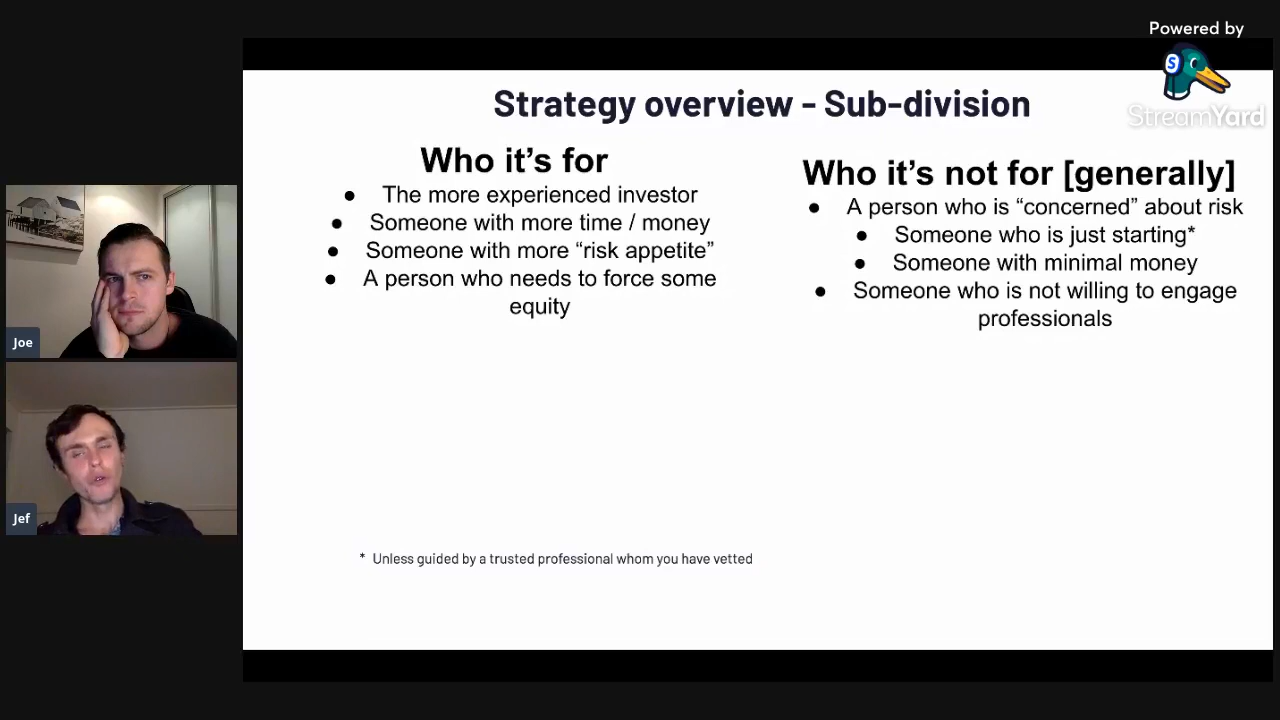 Powered by
S
StreamYard
Strategy overview - Sub-division
Who it's for
● The more experienced investor
● Someone with more time / money
● Someone with more “risk appetite”
● A person who needs to force some
equity
Who it's not for [generally]
● A person who is “concerned” about risk
● Someone who is just starting*
● Someone with minimal money
● Someone who is not willing to engage
professionals
* Unless guided by a trusted professional whom you have vetted
Joe
Jef